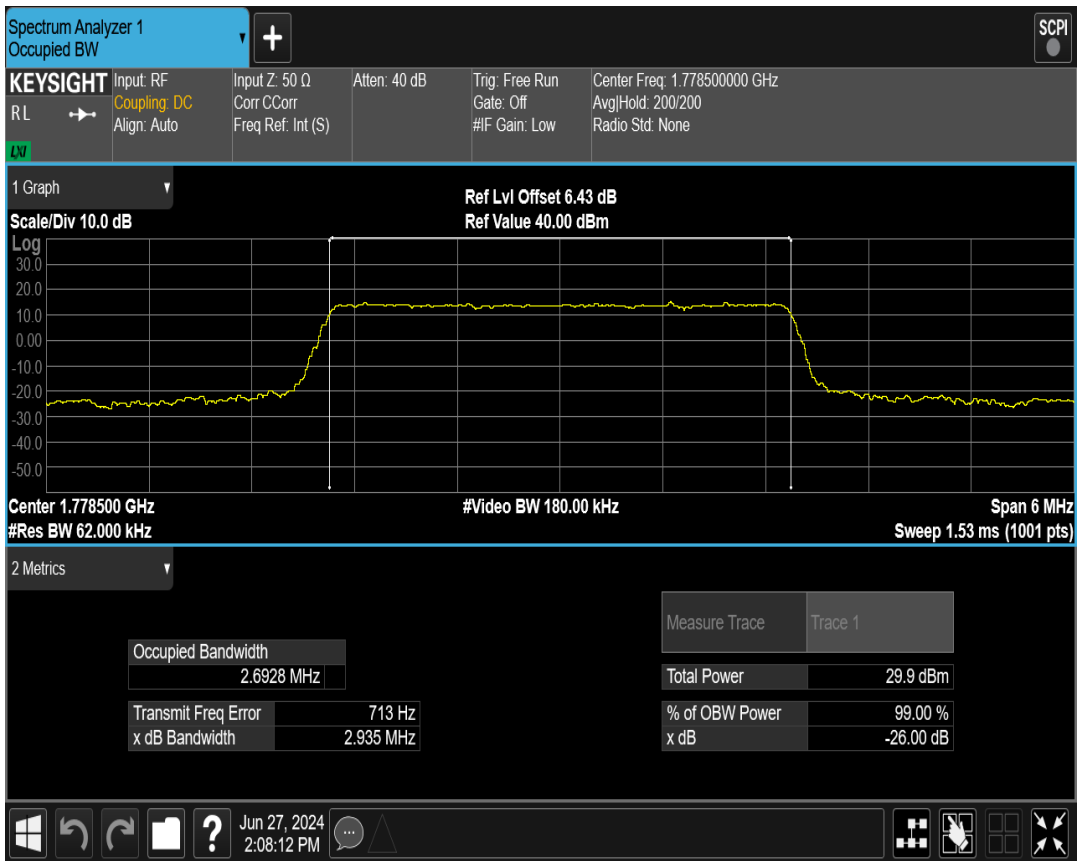 Spectrum Analyzer 1
Occupied BW
+
SCPI
KEYSIGHT
RL
LXI
Input: RF
Coupling: DC
Align: Auto
Input Z: 50 Ω
Corr CCorr
Freq Ref: Int (S)
Atten: 40 dB
Trig: Free Run
Gate: Off
#IF Gain: Low
Center Freq: 1.778500000 GHz
Avg|Hold: 200/200
Radio Std: None
1 Graph
Ref Lvl Offset 6.43 dB
Scale/Div 10.0 dB
Ref Value 40.00 dBm
Log
30.0
20.0
10.0
0.00
-10.0
-20.0
-30.0
-40.0
-50.0
Center 1.778500 GHz
#Video BW 180.00 kHz
Span 6 MHz
#Res BW 62.000 kHz
Sweep 1.53 ms (1001 pts)
2 Metrics
Measure Trace
Trace 1
Occupied Bandwidth
2.6928 MHz
Total Power
29.9 dBm
Transmit Freq Error
713 Hz
% of OBW Power
99.00 %
x dB Bandwidth
2.935 MHz
x dB
-26.00 dB
?
Jun 27, 2024
2:08:12 PM